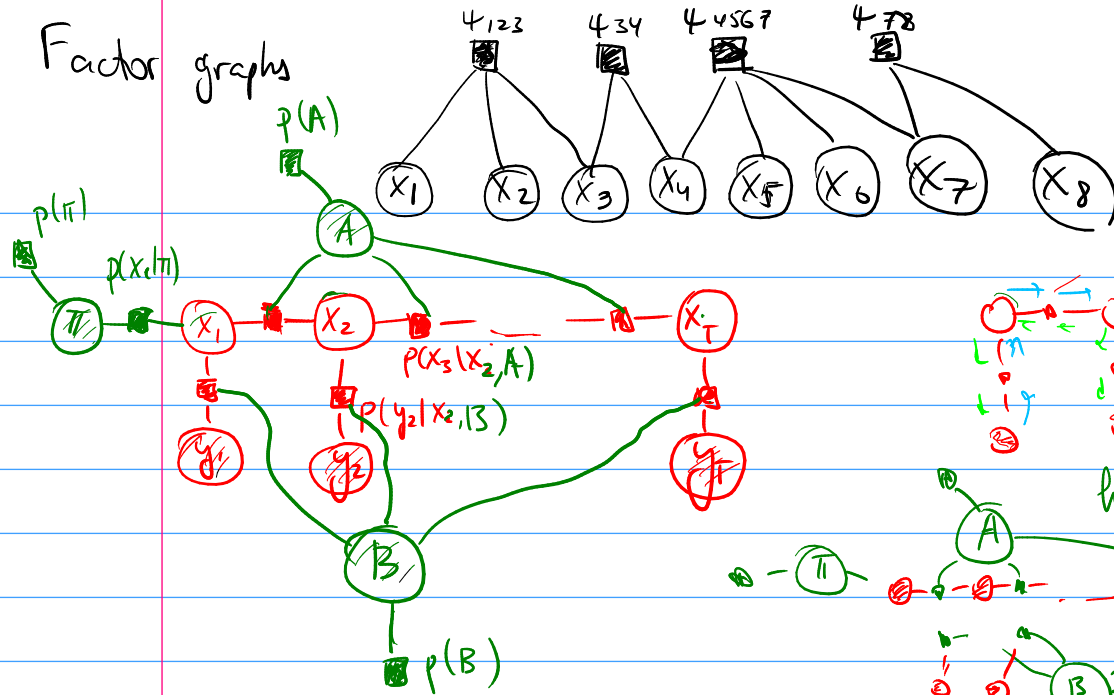 Factor graphs
ψ123 ψ34 ψ4567 ψ78
x1 x2 x3 x4 x5 x6 x7 x8
p(A)
A
p(π)
p(x1|π)
π x1 x2 xT
p(x3|x2,A)
p(y2|x2,B)
y1 y2 yT
B
p(B)
A
π
B